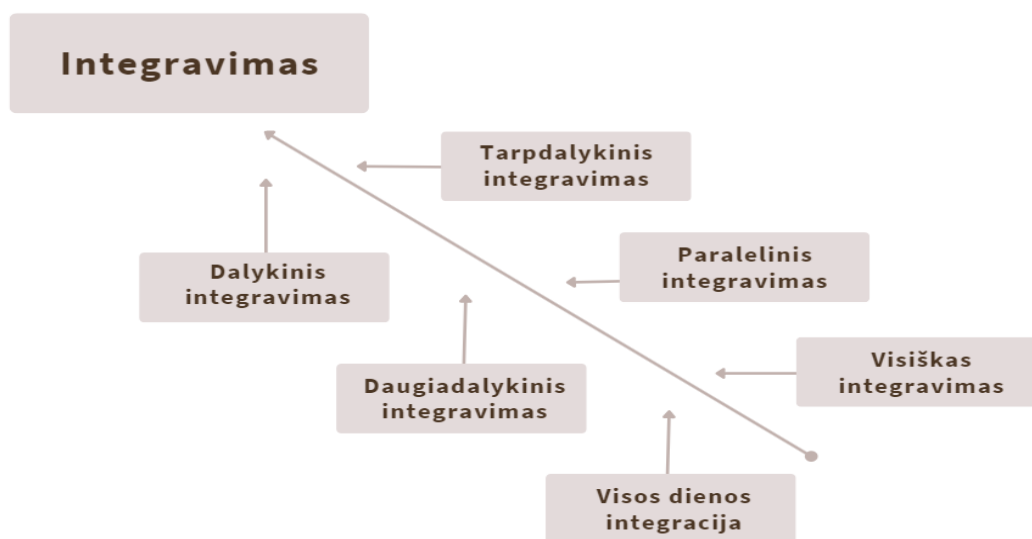 Integravimas
Tarpdalykinis
integravimas
Paralelinis
integravimas
Dalykinis
integravimas
Visiškas
integravimas
Daugiadalykinis
integravimas
Visos dienos
integracija